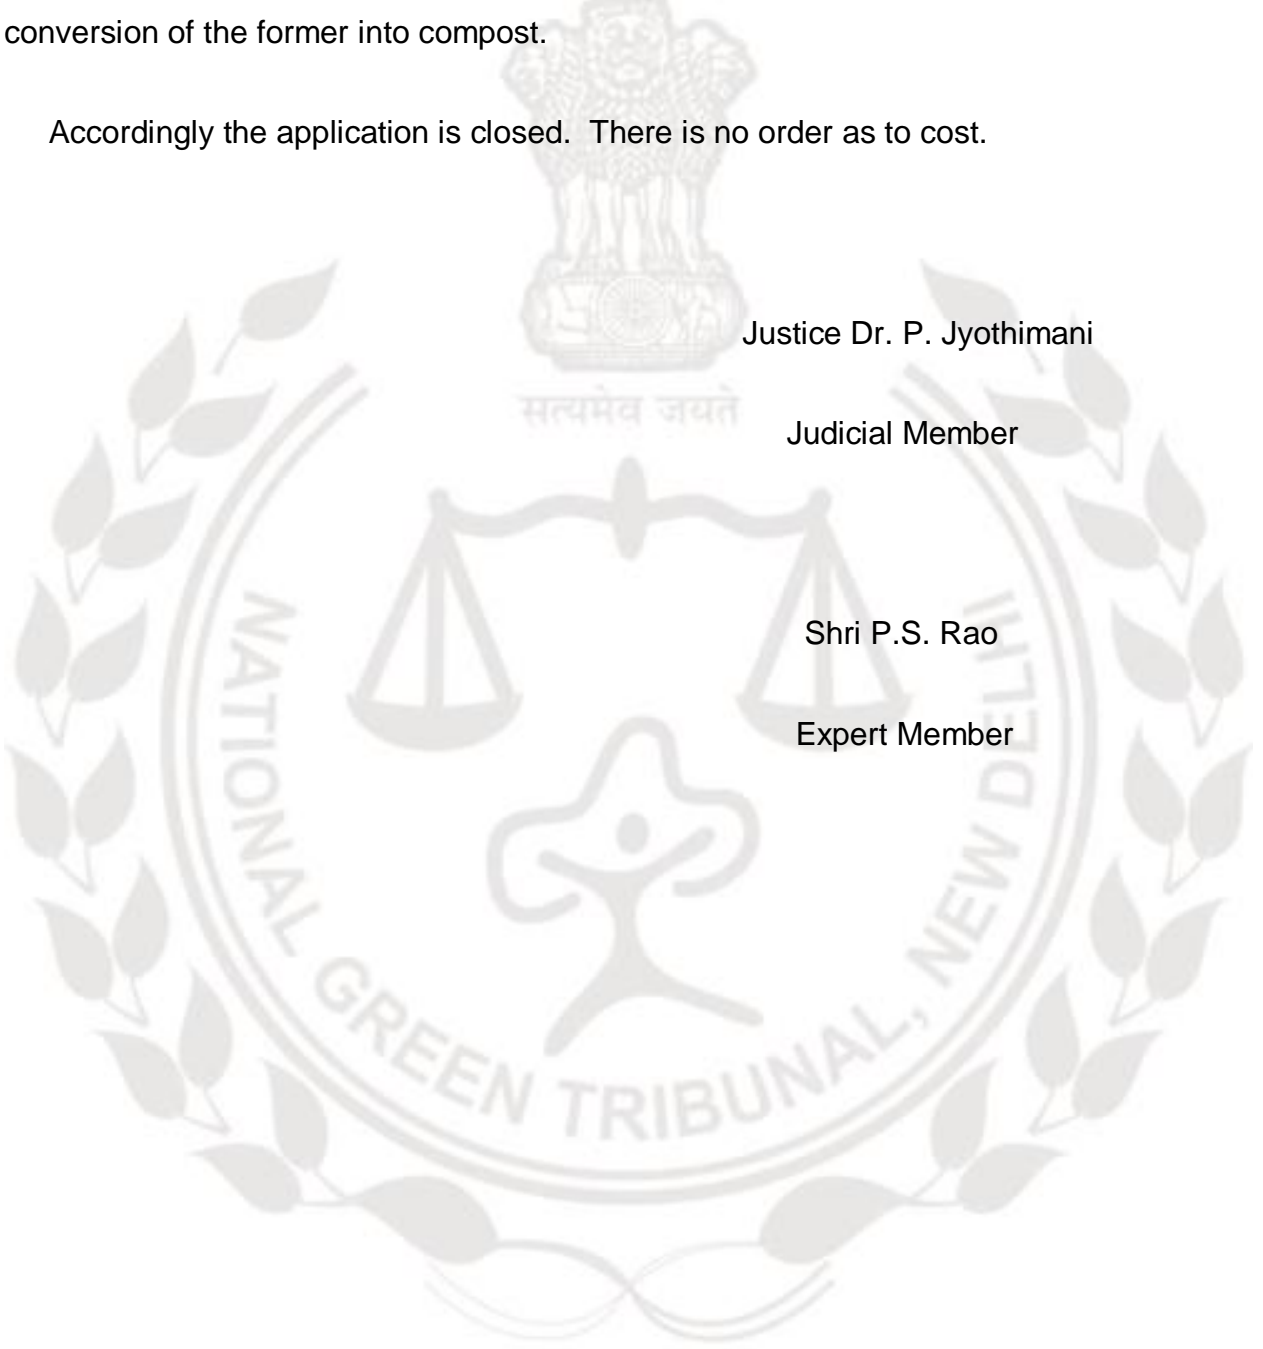 conversion of the former into compost.
Accordingly the application is closed.  There is no order as to cost.
Justice Dr. P. Jyothimani
सत्यमेव जयते
Judicial Member
Shri P.S. Rao
Expert Member
NATIONAL GREEN TRIBUNAL, NEW DELHI